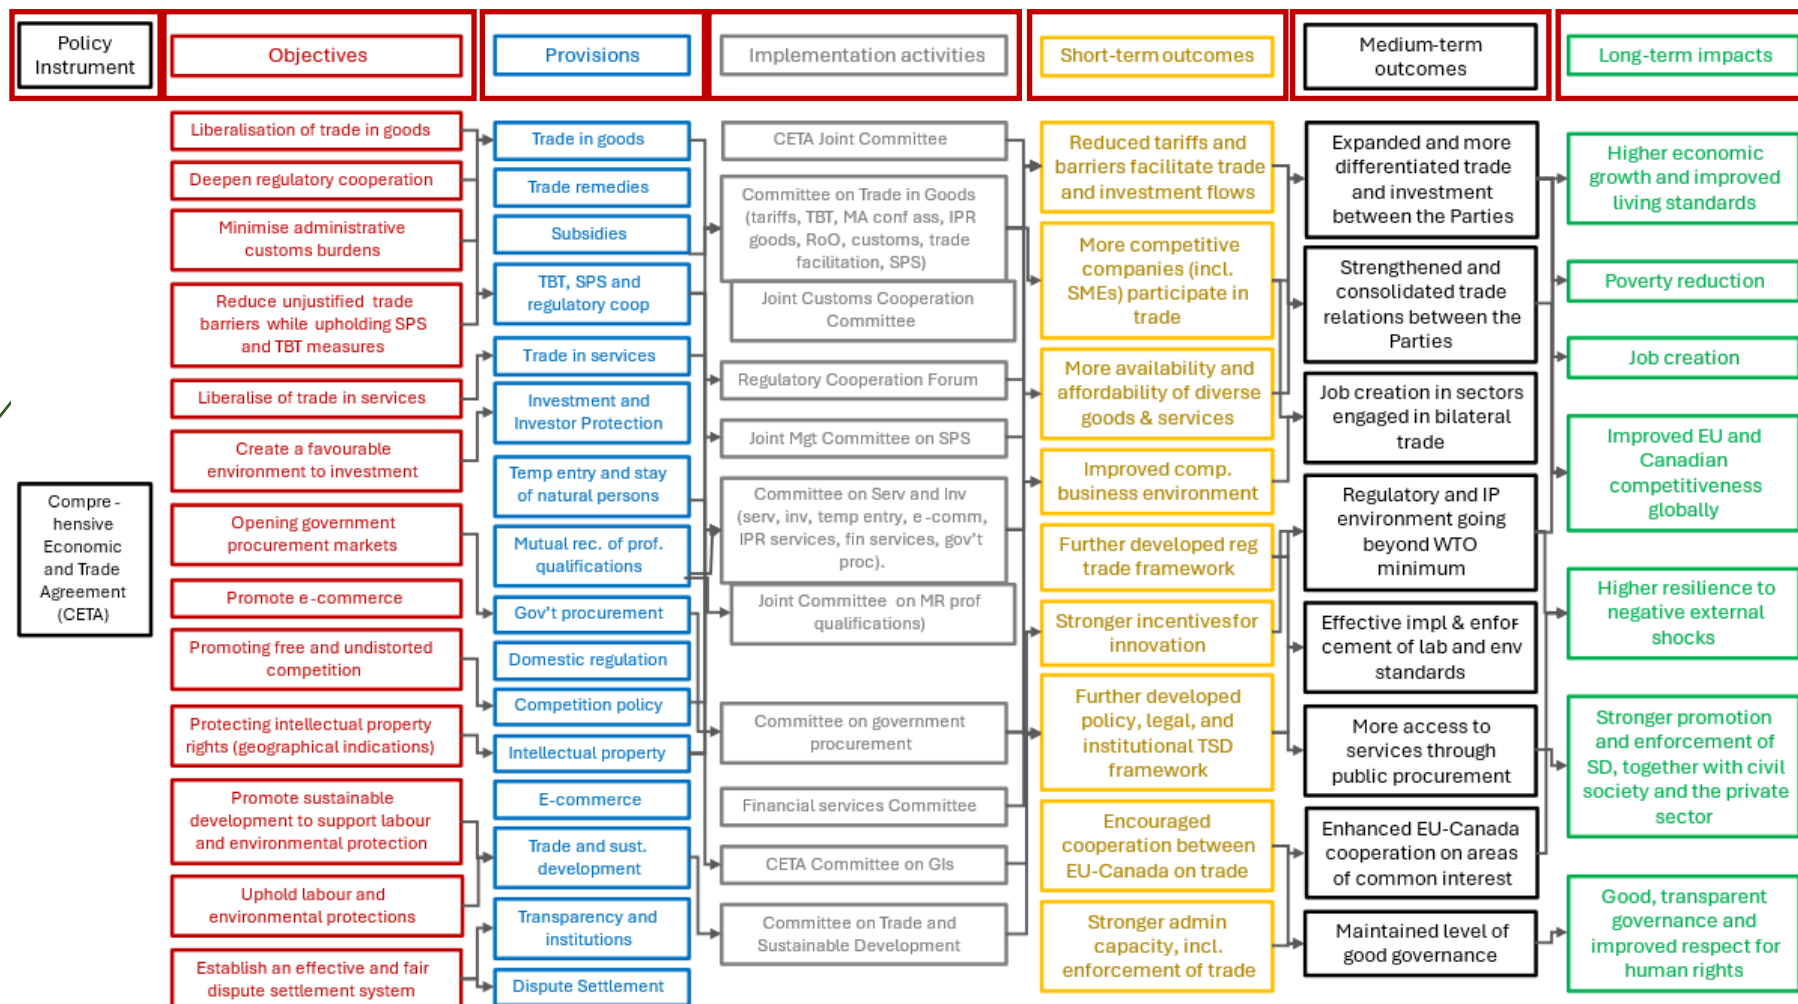 Policy
Instrument
Objectives
Provisions
Implementation activities
Short-term outcomes
Medium-term
outcomes
Long-term impacts
Compre -
hensive
Economic
and Trade
Agreement
(CETA)
Liberalisation of trade in goods
Deepen regulatory cooperation
Minimise administrative
customs burdens
Reduce unjustified trade
barriers while upholding SPS
and TBT measures
Liberalise of trade in services
Create a favourable
environment to investment
Opening government
procurement markets
Promote e-commerce
Promoting free and undistorted
competition
Protecting intellectual property
rights (geographical indications)
Promote sustainable
development to support labour
and environmental protection
Uphold labour and
environmental protections
Establish an effective and fair
dispute settlement system
Trade in goods
Trade remedies
Subsidies
TBT, SPS and
regulatory coop
Trade in services
Investment and
Investor Protection
Temp entry and stay
of natural persons
Mutual rec. of prof.
qualifications
Gov't procurement
Domestic regulation
Competition policy
Intellectual property
E-commerce
Trade and sust.
development
Transparency and
institutions
Dispute Settlement
CETA Joint Committee
Committee on Trade in Goods
(tariffs, TBT, MA conf ass, IPR
goods, RoO, customs, trade
facilitation, SPS)
Joint Customs Cooperation
Committee
Regulatory Cooperation Forum
Joint Mgt Committee on SPS
Committee on Serv and Inv
(serv, inv, temp entry, e-comm,
IPR services, fin services, gov't
proc).
Joint Committee on MR prof
qualifications)
Committee on government
procurement
Financial services Committee
CETA Committee on GIs
Committee on Trade and
Sustainable Development
Reduced tariffs and
barriers facilitate trade
and investment flows
More competitive
companies (incl.
SMEs) participate in
trade
More availability and
affordability of diverse
goods & services
Improved comp.
business environment
Further developed reg
trade framework
Stronger incentives for
innovation
Further developed
policy, legal, and
institutional TSD
framework
Encouraged
cooperation between
EU-Canada on trade
Stronger admin
capacity, incl.
enforcement of trade
Expanded and more
differentiated trade
and investment
between the Parties
Strengthened and
consolidated trade
relations between the
Parties
Job creation in sectors
engaged in bilateral
trade
Regulatory and IP
environment going
beyond WTO
minimum
Effective impl & enfor
cement of lab and env
standards
More access to
services through
public procurement
Enhanced EU-Canada
cooperation on areas
of common interest
Maintained level of
good governance
Higher economic
growth and improved
living standards
Poverty reduction
Job creation
Improved EU and
Canadian
competitiveness
globally
Higher resilience to
negative external
shocks
Stronger promotion
and enforcement of
SD, together with civil
society and the private
sector
Good, transparent
governance and
improved respect for
human rights